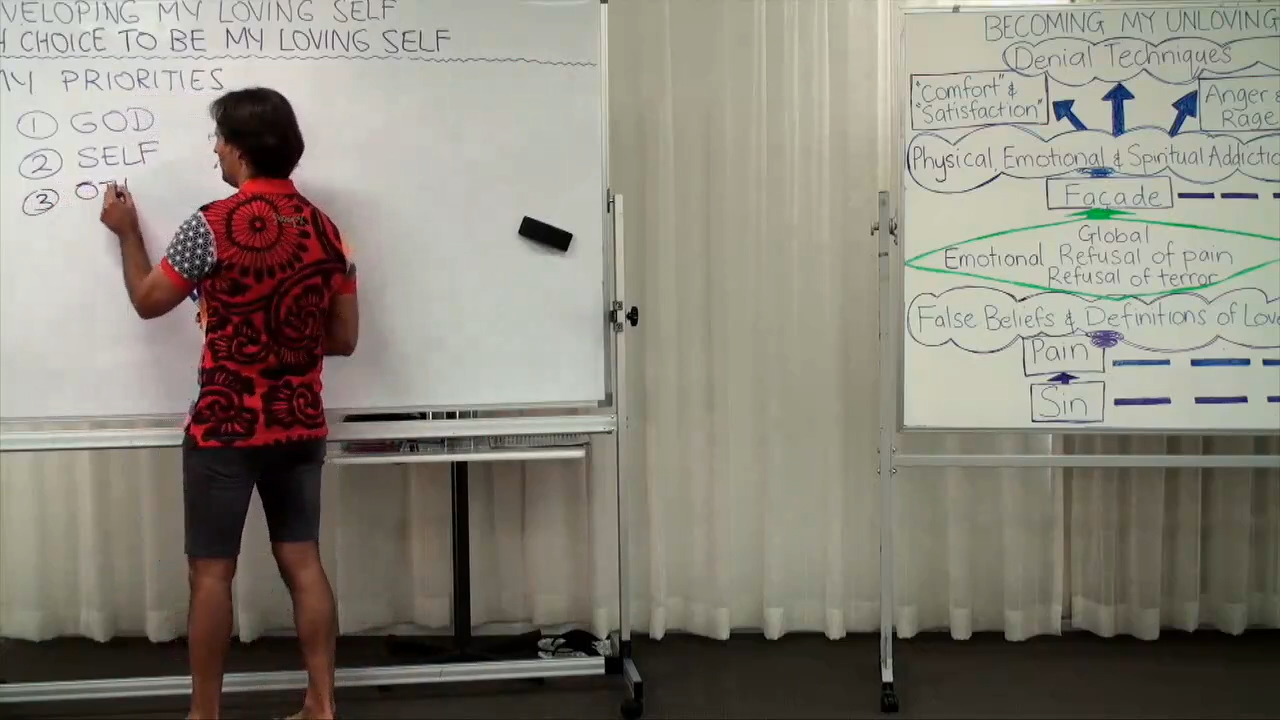 VELOPING MY LOVING SELF
CHOICE TO BE MY LOVING SELF
MY PRIORITIES
1 GOD
2 SELF
3 OT
BECOMING MY UNLOVING
Denial Techniques
"Comfort" &
"Satisfaction"
Anger &
Rage
Physical, Emotional & Spiritual Addictio
Façade
Global
Emotional Refusal of pain
Refusal of terror
False Beliefs & Definitions of Love
Pain
Sin